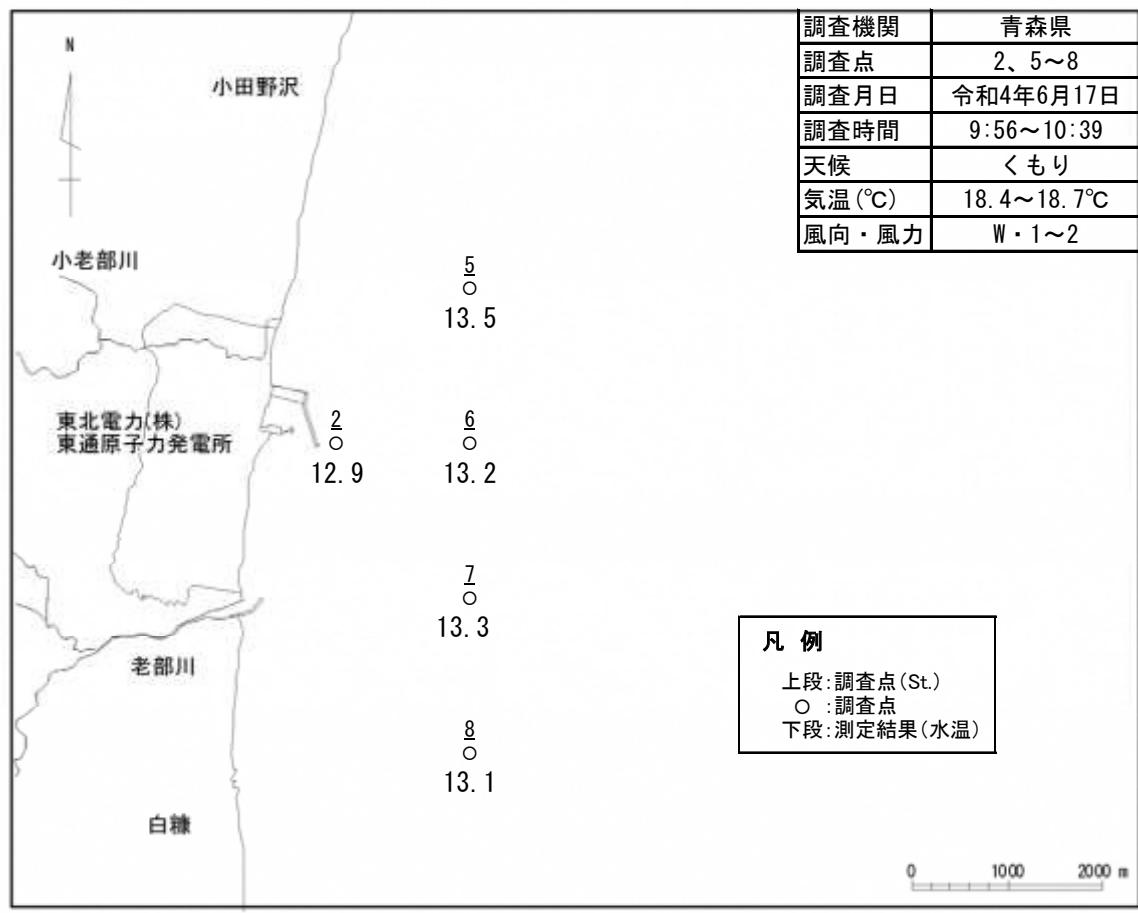 調査機関 青森県
調査点 2、5～8
調査月日 令和4年6月17日
調査時間 9:56～10:39
天候 くもり
気温(℃) 18.4～18.7℃
風向・風力 W・1～2
N
小田野沢
小老部川
5
13.5
東北電力(株)
東通原子力発電所
2
12.9
6
13.2
7
13.3
老部川
8
13.1
白糠
凡 例
上段:調査点(St.)
○ :調査点
下段:測定結果(水温)
0 1000 2000 m